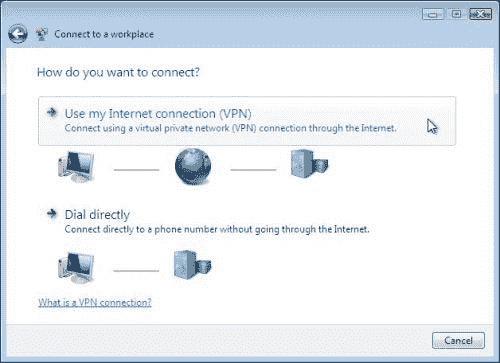 Connect to a workplace
How do you want to connect?
Use my Internet connection (VPN)
Connect using a virtual private network (VPN) connection through the Internet.
Dial directly
Connect directly to a phone number without going through the Internet.
What is a VPN connection?
Cancel